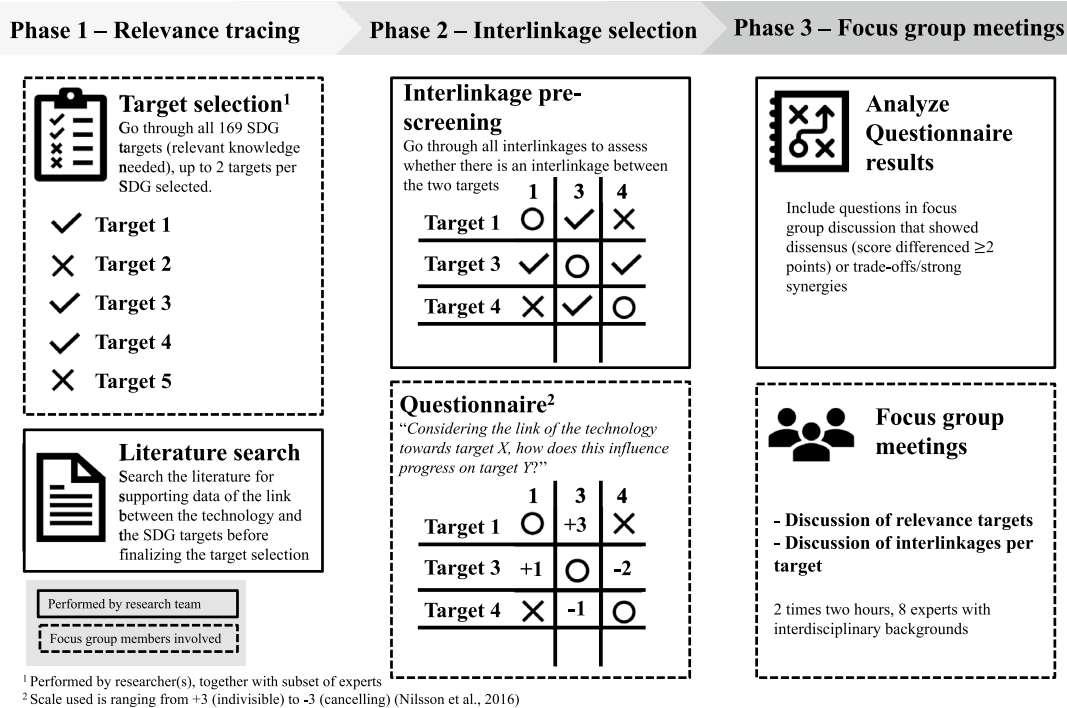 Phase 1 – Relevance tracing
Phase 2 – Interlinkage selection
Phase 3 – Focus group meetings
Target selection¹
Go through all 169 SDG
targets (relevant knowledge
needed), up to 2 targets per
SDG selected.
Target 1
Target 2
Target 3
Target 4
Target 5
Literature search
Search the literature for
supporting data of the link
between the technology and
the SDG targets before
finalizing the target selection
Performed by research team
Focus group members involved
Interlinkage pre-
screening
Go through all interlinkages to assess
whether there is an interlinkage between
the two targets
1 3 4
Target 1
Target 3
Target 4
Questionnaire²
“Considering the link of the technology
towards target X, how does this influence
progress on target Y?”
1 3 4
Target 1 +3
Target 3 +1 -2
Target 4 -1
Analyze
Questionnaire
results
Include questions in focus
group discussion that showed
dissensus (score differenced ≥2
points) or trade-offs/strong
synergies
Focus group
meetings
- Discussion of relevance targets
- Discussion of interlinkages per
target
2 times two hours, 8 experts with
interdisciplinary backgrounds
¹ Performed by researcher(s), together with subset of experts
² Scale used is ranging from +3 (indivisible) to -3 (cancelling) (Nilsson et al., 2016)